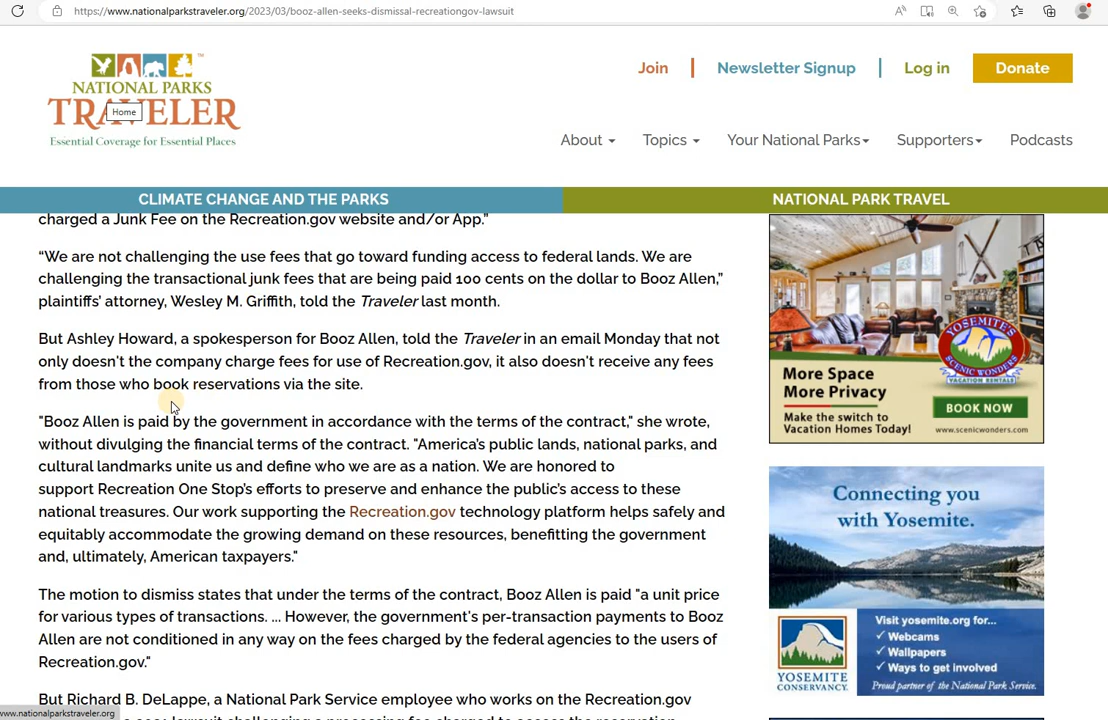 https://www.nationalparkstraveler.org/2023/03/booz-allen-seeks-dismissal-recreationgov-lawsuit
NATIONAL PARKS
TRAVELER
Home
Essential Coverage for Essential Places
Join
Newsletter Signup
Log in
Donate
About
Topics
Your National Parks
Supporters
Podcasts
CLIMATE CHANGE AND THE PARKS
NATIONAL PARK TRAVEL
charged a Junk Fee on the Recreation.gov website and/or App.”
“We are not challenging the use fees that go toward funding access to federal lands. We are
challenging the transactional junk fees that are being paid 100 cents on the dollar to Booz Allen,”
plaintiffs’ attorney, Wesley M. Griffith, told the Traveler last month.
But Ashley Howard, a spokesperson for Booz Allen, told the Traveler in an email Monday that not
only doesn't the company charge fees for use of Recreation.gov, it also doesn't receive any fees
from those who book reservations via the site.
"Booz Allen is paid by the government in accordance with the terms of the contract," she wrote,
without divulging the financial terms of the contract. "America’s public lands, national parks, and
cultural landmarks unite us and define who we are as a nation. We are honored to
support Recreation One Stop’s efforts to preserve and enhance the public’s access to these
national treasures. Our work supporting the Recreation.gov technology platform helps safely and
equitably accommodate the growing demand on these resources, benefitting the government
and, ultimately, American taxpayers."
The motion to dismiss states that under the terms of the contract, Booz Allen is paid "a unit price
for various types of transactions. ... However, the government's per-transaction payments to Booz
Allen are not conditioned in any way on the fees charged by the federal agencies to the users of
Recreation.gov."
But Richard B. DeLappe, a National Park Service employee who works on the Recreation.gov
lawsuit challenging a processing fee charged to access the reservation
www.nationalparkstraveler.org
YOSEMITE'S
SCENIC WONDERS
VACATION RENTALS
More Space
More Privacy
Make the switch to
Vacation Homes Today!
BOOK NOW
www.scenicwonders.com
Connecting you
with Yosemite.
YOSEMITE
CONSERVANCY.
Visit yosemite.org for...
✓ Webcams
✓ Wallpapers
✓ Ways to get involved
Proud partner of the National Park Service.